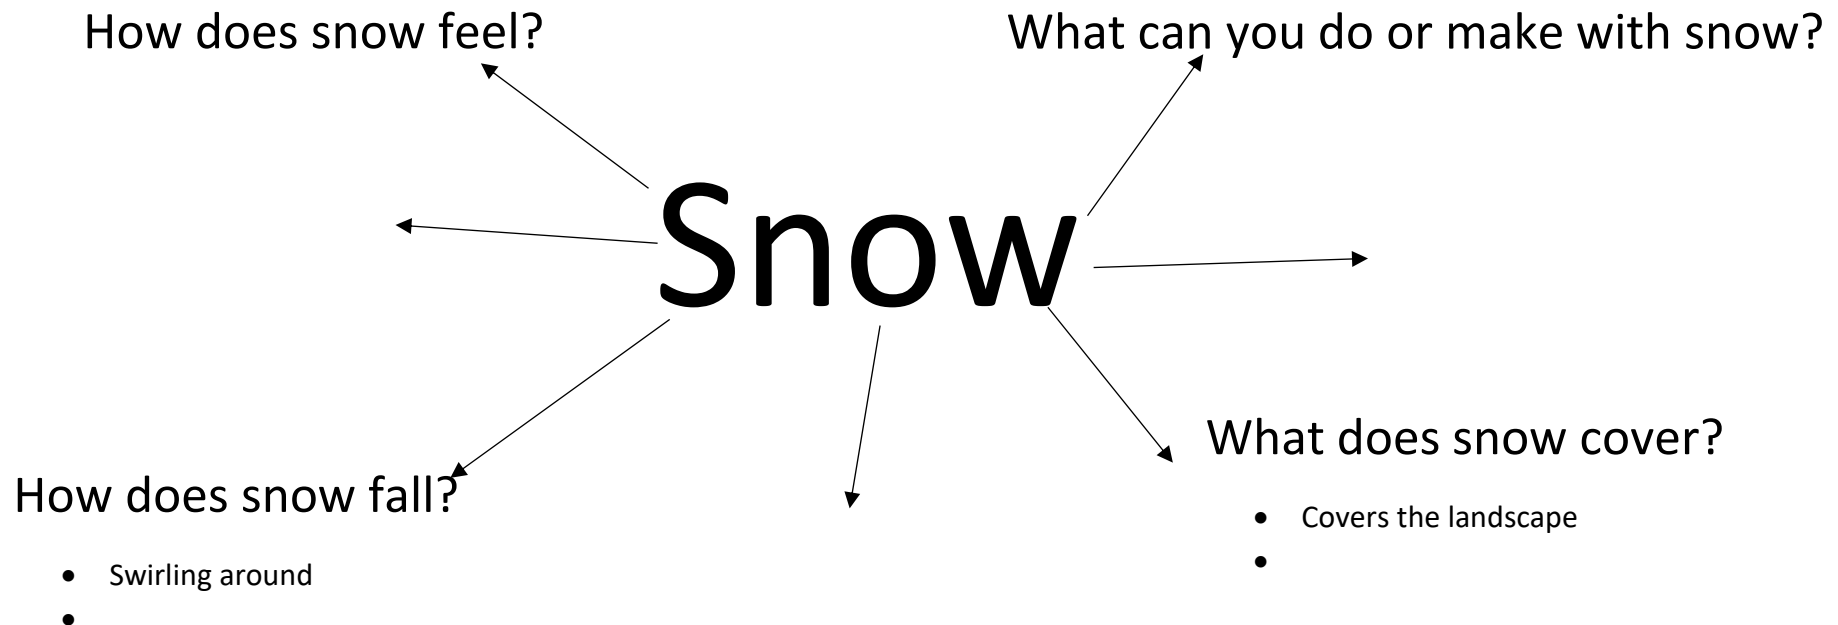 How does snow feel?
What can you do or make with snow?
Snow
What does snow cover?
• Covers the landscape
•
How does snow fall?
• Swirling around
•